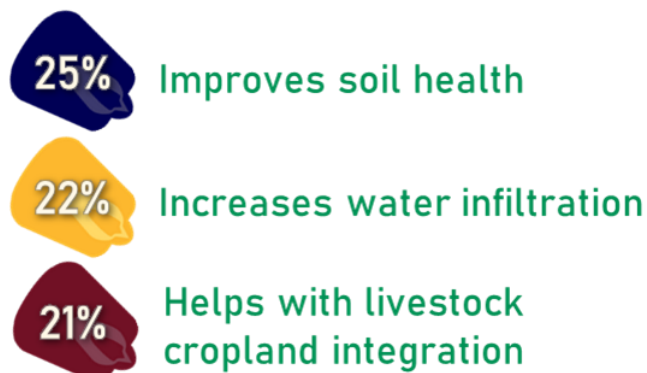 25% Improves soil health
22% Increases water infiltration
21% Helps with livestock
cropland integration